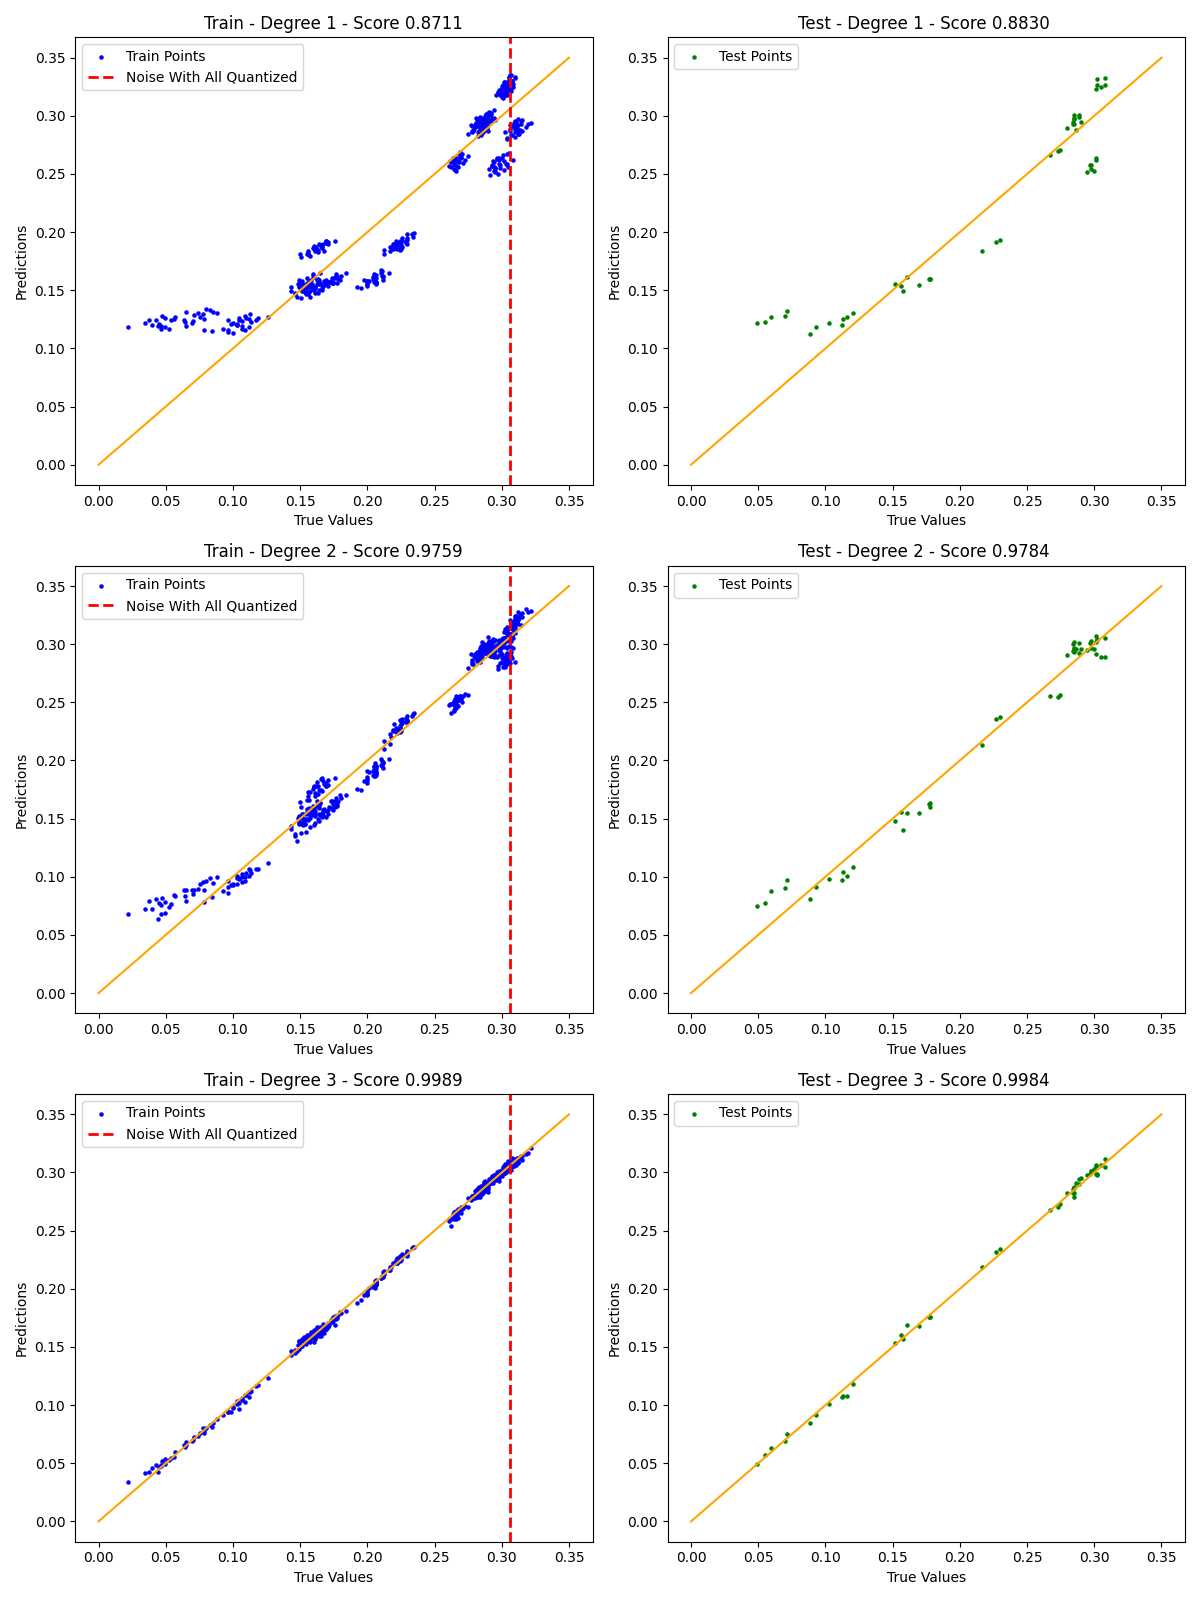 Train - Degree 1 - Score 0.8711
Train Points
Noise With All Quantized
0.35
0.30
0.25
0.20
0.15
0.10
0.05
0.00
Predictions
0.00 0.05 0.10 0.15 0.20 0.25 0.30 0.35
True Values
Test - Degree 1 - Score 0.8830
Test Points
0.35
0.30
0.25
0.20
0.15
0.10
0.05
0.00
Predictions
0.00 0.05 0.10 0.15 0.20 0.25 0.30 0.35
True Values
Train - Degree 2 - Score 0.9759
Train Points
Noise With All Quantized
0.35
0.30
0.25
0.20
0.15
0.10
0.05
0.00
Predictions
0.00 0.05 0.10 0.15 0.20 0.25 0.30 0.35
True Values
Test - Degree 2 - Score 0.9784
Test Points
0.35
0.30
0.25
0.20
0.15
0.10
0.05
0.00
Predictions
0.00 0.05 0.10 0.15 0.20 0.25 0.30 0.35
True Values
Train - Degree 3 - Score 0.9989
Train Points
Noise With All Quantized
0.35
0.30
0.25
0.20
0.15
0.10
0.05
0.00
Predictions
0.00 0.05 0.10 0.15 0.20 0.25 0.30 0.35
True Values
Test - Degree 3 - Score 0.9984
Test Points
0.35
0.30
0.25
0.20
0.15
0.10
0.05
0.00
Predictions
0.00 0.05 0.10 0.15 0.20 0.25 0.30 0.35
True Values